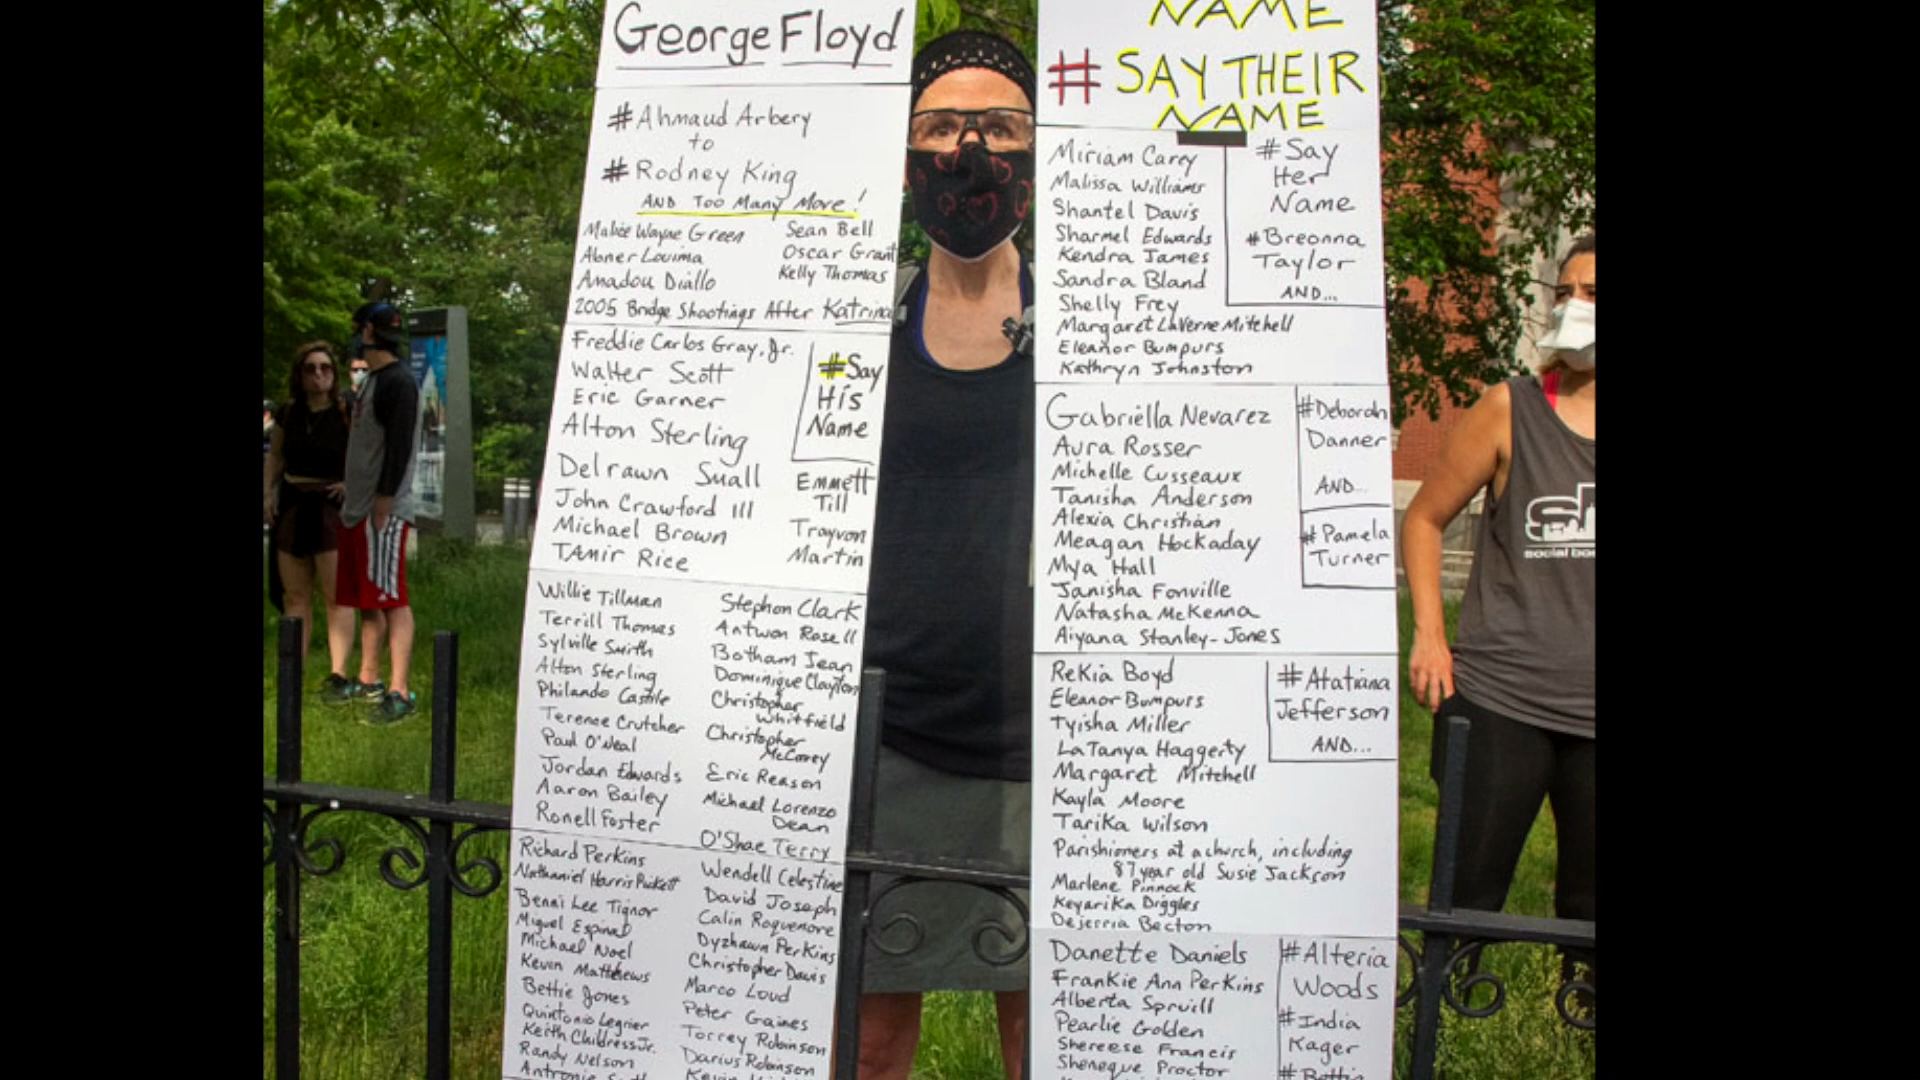 George Floyd
#Ahmaud Arbery
to
#Rodney King
AND Too Many More!
Malice Wayne Green
Abner Louima
Amadou Diallo
Sean Bell
Oscar Grant
Kelly Thomas
2005 Bridge Shootings After Katrina
Freddie Carlos Gray, Jr.
Walter Scott
Eric Garner
Alton Sterling
Delrawn Small
John Crawford III
Michael Brown
TAmir Rice
#Say
His
Name
Emmett
Till
Trayvon
Martin
Willie Tillman
Terrill Thomas
Sylville Smith
Alton Sterling
Philando Castile
Terence Crutcher
Paul O'Neal
Jordan Edwards
Aaron Bailey
Ronell Foster
Stephon Clark
Antwon Rose II
Botham Jean
Dominique Clayton
Christopher
Whitfield
Christopher
McCorvey
Eric Reason
Michael Lorenzo
Dean
O'Shae Terry
Richard Perkins
Nathaniel Harris Pickett
Benni Lee Tignor
Miguel Espinal
Michael Noel
Kevin Matthews
Bettie Jones
Quintonio Legrier
Keith Childress Jr.
Randy Nelson
Antronie
Wendell Celestine
David Joseph
Calin Roquemore
Dyzhawn Perkins
Christopher Davis
Marco Loud
Peter Gaines
Torrey Robinson
Darius Robinson
Kevin
NAME
#SAY THEIR
NAME
Miriam Carey
Malissa Williams
Shantel Davis
Sharmel Edwards
Kendra James
Sandra Bland
Shelly Frey
Margaret LaVerne Mitchell
Eleanor Bumpurs
Kathryn Johnston
#Say
Her
Name
#Breonna
Taylor
AND...
Gabriella Nevarez
Aura Rosser
Michelle Cusseaux
Tanisha Anderson
Alexia Christian
Meagan Hockaday
Mya Hall
Janisha Fonville
Natasha McKenna
Aiyana Stanley-Jones
#Deborah
Danner
AND...
#Pamela
Turner
Rekia Boyd
Eleanor Bumpurs
Tyisha Miller
LaTanya Haggerty
Margaret Mitchell
Kayla Moore
Tarika Wilson
Parishioners at a church, including
87 year old Susie Jackson
Marlene Pinnock
Keyarika Diggles
Dejerria Becton
#Atatiana
Jefferson
AND...
Danette Daniels
Frankie Ann Perkins
Alberta Spruill
Pearlie Golden
Shereese Francis
Sheneque Proctor
#Alteria
Woods
#India
Kager
#Bettie
social bos